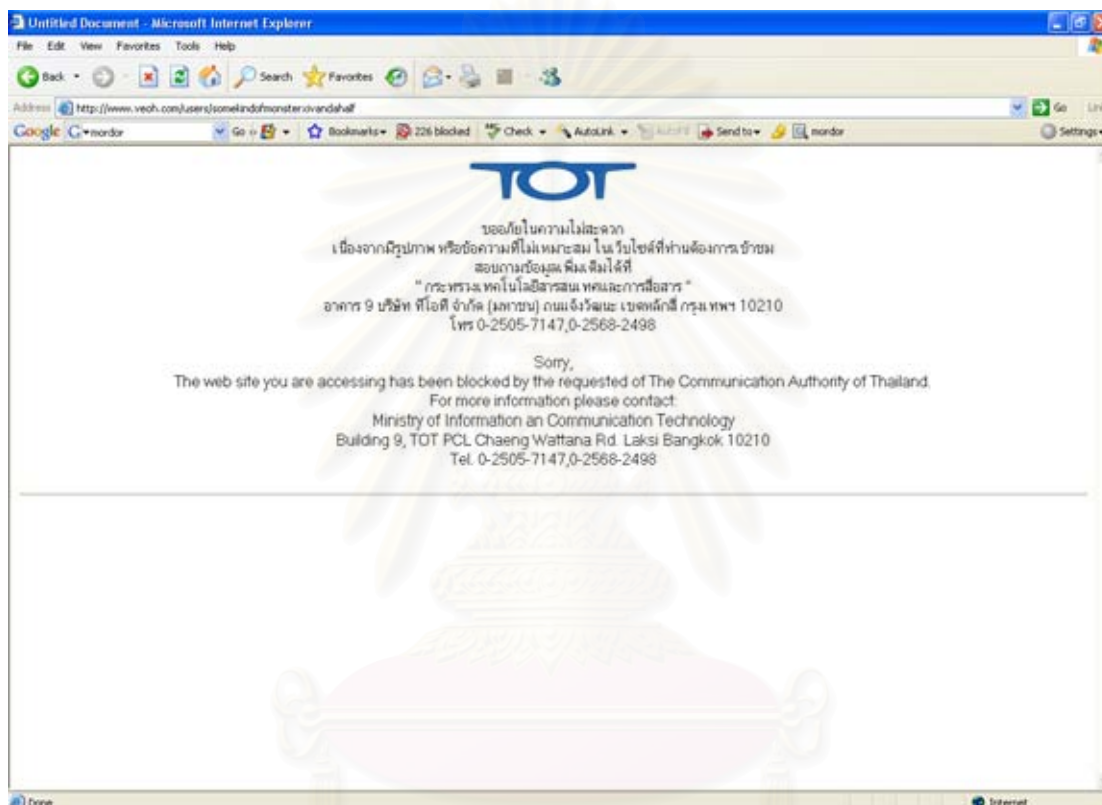 Untitled Document - Microsoft Internet Explorer
File Edit View Favorites Tools Help
Back Search Favorites
Address http://www.veoh.com/users/somekindofmonsterxivandahalf Go
Google mordor Go Bookmarks 226 blocked Check AutoLink Send to mordor Settings
TOT
ขออภัยในความไม่สะดวก
เนื่องจากมีรูปภาพ หรือข้อความที่ไม่เหมาะสม ในเว็บไซต์ที่ท่านต้องการเข้าชม
สอบถามข้อมูลเพิ่มเติมได้ที่
" กระทรวงเทคโนโลยีสารสนเทศและการสื่อสาร "
อาคาร 9 บริษัท ทีโอที จำกัด (มหาชน) ถนนแจ้งวัฒนะ เขตหลักสี่ กรุงเทพฯ 10210
โทร 0-2505-7147,0-2568-2498
Sorry,
The web site you are accessing has been blocked by the requested of The Communication Authority of Thailand.
For more information please contact:
Ministry of Information an Communication Technology
Building 9, TOT PCL Chaeng Wattana Rd. Laksi Bangkok 10210
Tel. 0-2505-7147,0-2568-2498
Done Internet